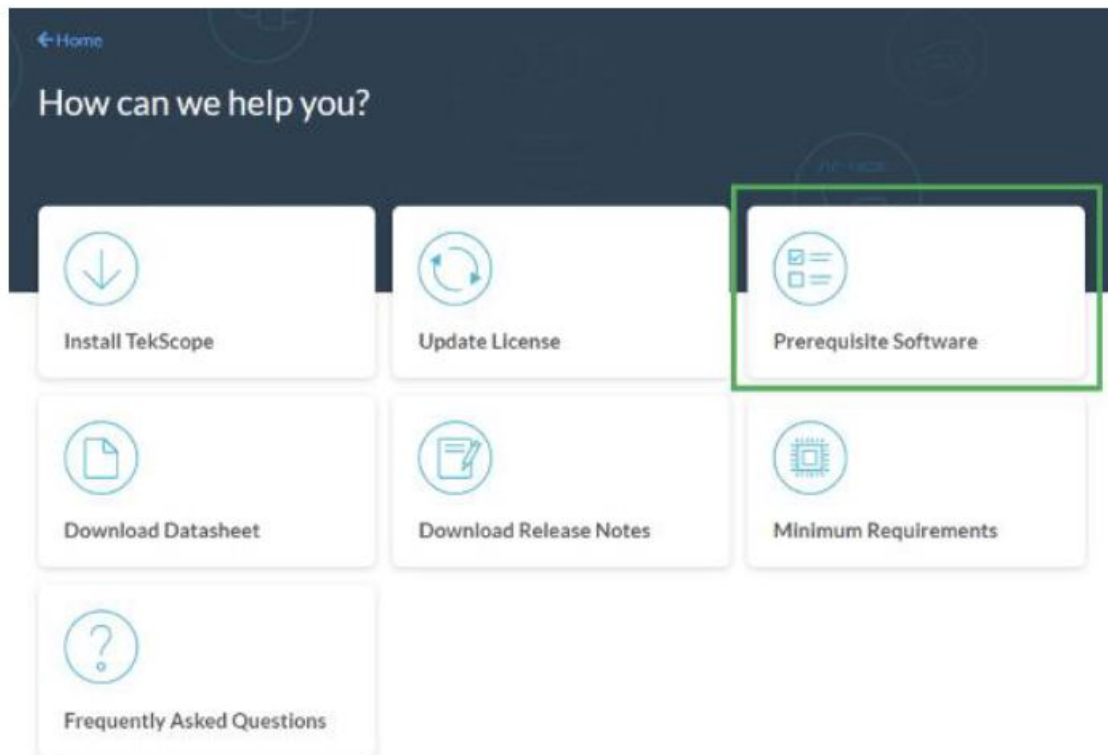 Home
How can we help you?
Install TekScope
Update License
Prerequisite Software
Download Datasheet
Download Release Notes
Minimum Requirements
Frequently Asked Questions